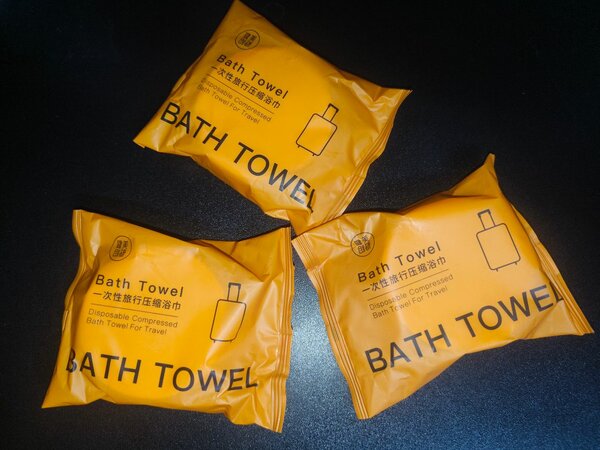 Bath Towel
一次性旅行压缩浴巾
Disposable Compressed
Bath Towel For Travel
BATH TOWEL
Bath Towel
一次性旅行压缩浴巾
Disposable Compressed
Bath Towel For Travel
BATH TOWEL
Bath Towel
一次性旅行压缩浴巾
Disposable Compressed
Bath Towel For Travel
BATH TOWEL